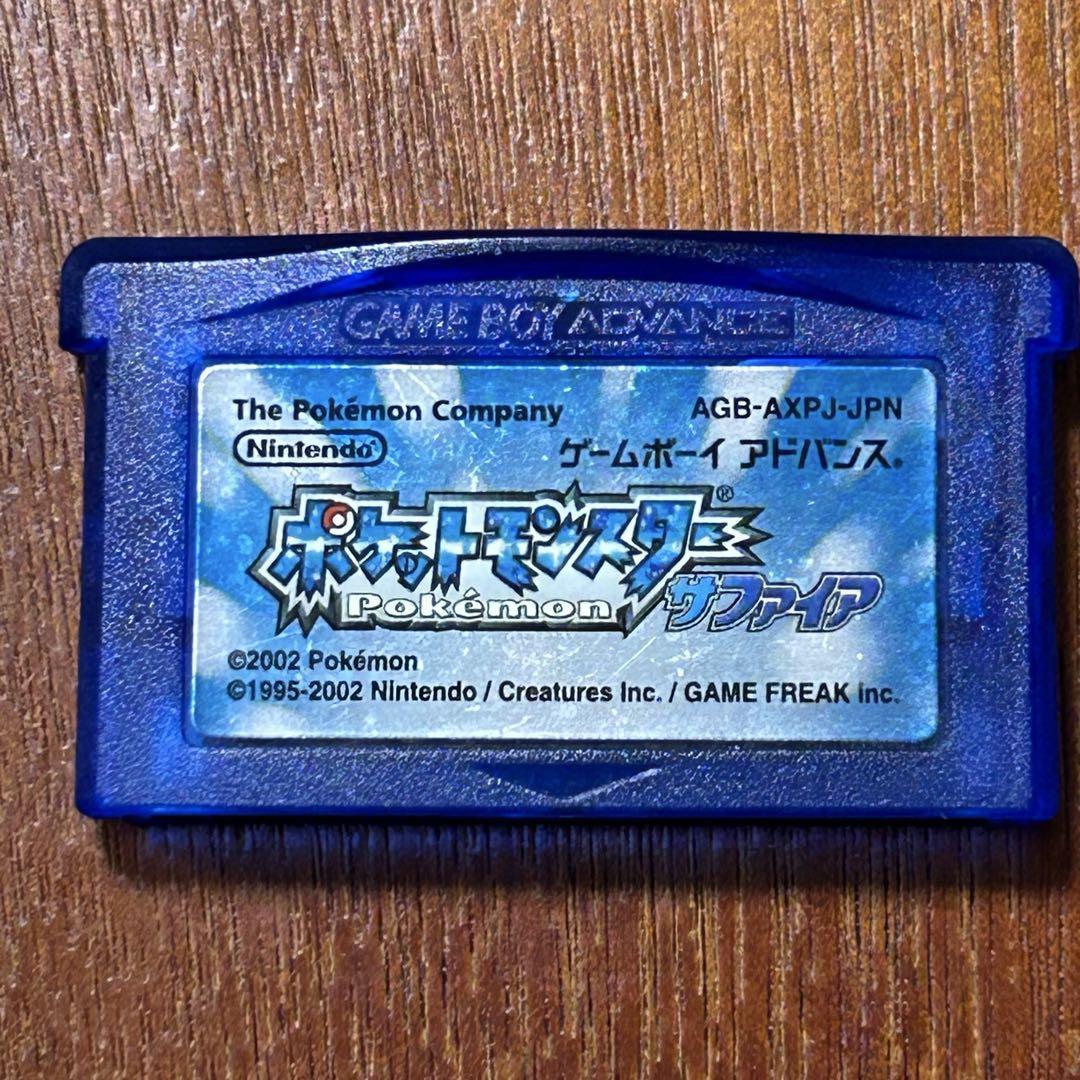 GAME BOY ADVANCE
The Pokémon Company AGB-AXPJ-JPN
Nintendo® ゲームボーイ アドバンス®
ポケットモンスター®
Pokémon サファイア
©2002 Pokémon
©1995-2002 Nintendo / Creatures Inc. / GAME FREAK inc.